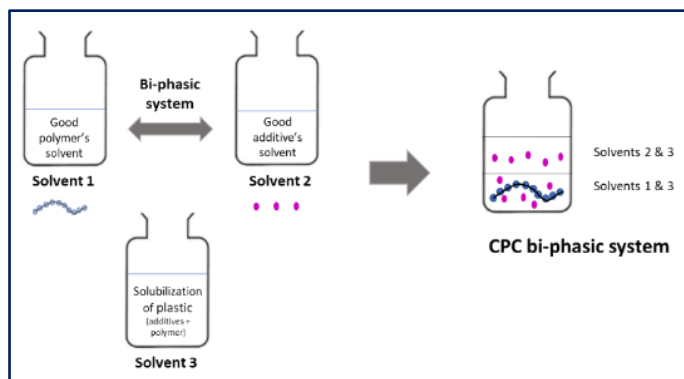 Good
polymer's
solvent
Solvent 1
Bi-phasic
system
Good
additive's
solvent
Solvent 2
Solubilization
of plastic
(additives +
polymer)
Solvent 3
Solvents 2 & 3
Solvents 1 & 3
CPC bi-phasic system